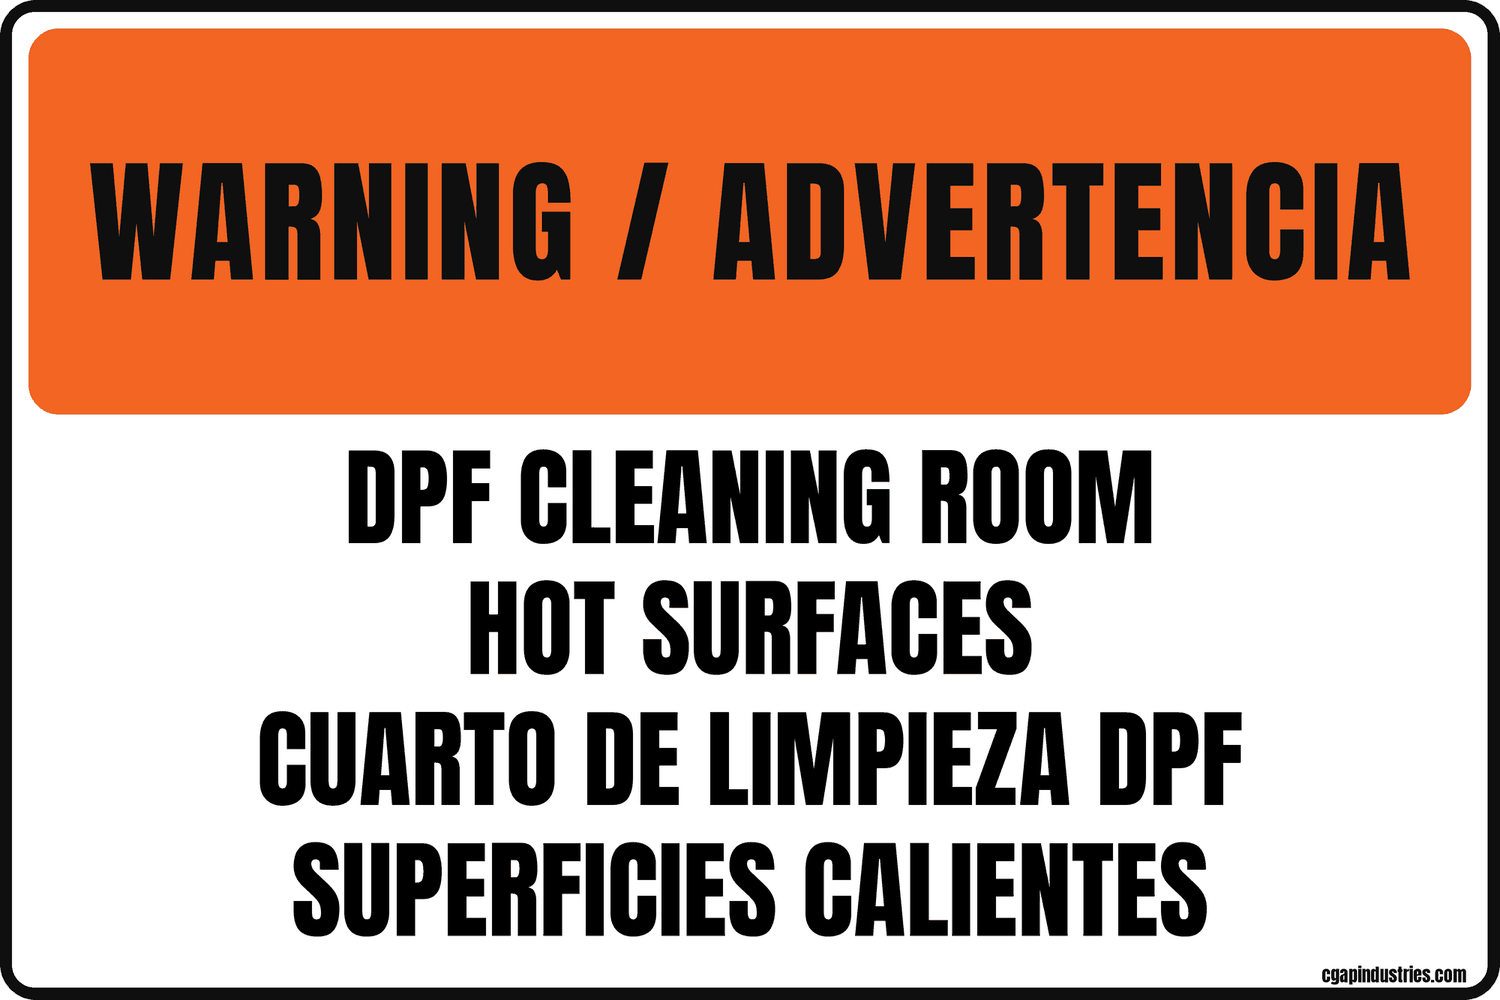 WARNING / ADVERTENCIA
DPF CLEANING ROOM
HOT SURFACES
CUARTO DE LIMPIEZA DPF
SUPERFICIES CALIENTES
cgapindustries.com